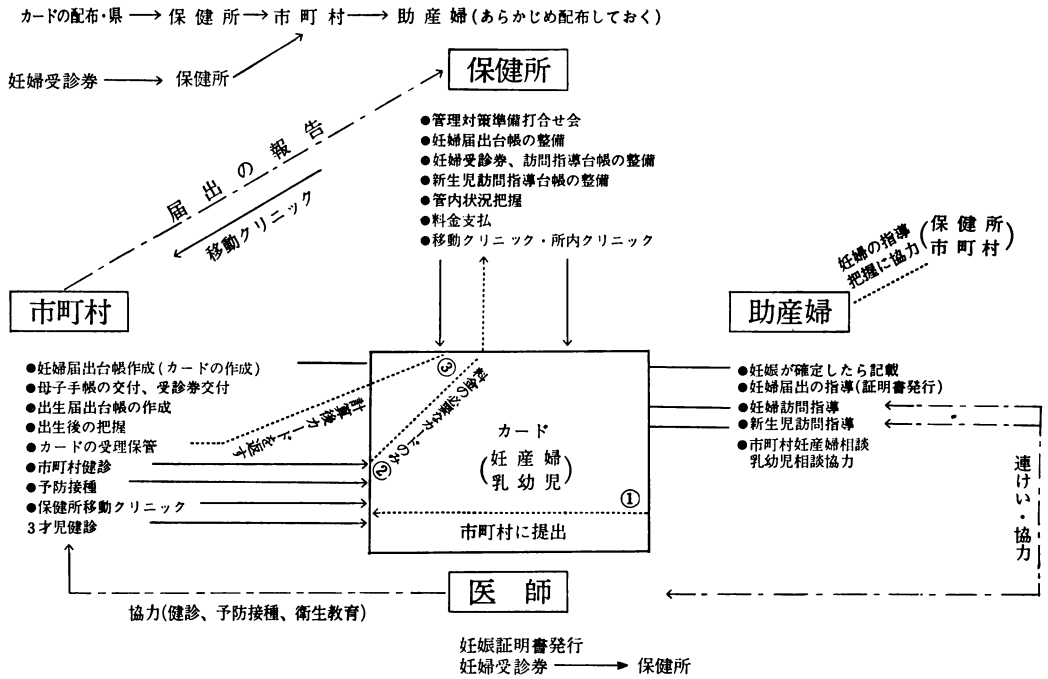 カードの配布・県→保健所→市町村→助産婦(あらかじめ配布しておく)
妊婦受診券→保健所
保健所
●管理対策準備打合せ会
●妊婦届出台帳の整備
●妊婦受診券、訪問指導台帳の整備
●新生児訪問指導台帳の整備
●管内状況把握
●料金支払
●移動クリニック・所内クリニック
届出の報告
移動クリニック
妊婦の指導
把握に協力
(保健所
市町村)
市町村
●妊婦届出台帳作成(カードの作成)
●母子手帳の交付、受診券交付
●出生届出台帳の作成
●出生後の把握
●カードの受理保管
●市町村健診
●予防接種
●保健所移動クリニック
3才児健診
計算後カードを返す
③
料金の必要なカードのみ
②
カード
(妊産婦
乳幼児)
①
市町村に提出
助産婦
●妊娠が確定したら記載
●妊婦届出の指導(証明書発行)
●妊婦訪問指導
●新生児訪問指導
●市町村妊産婦相談
乳幼児相談協力
連けい・協力
医師
協力(健診、予防接種、衛生教育)
妊娠証明書発行
妊婦受診券→保健所